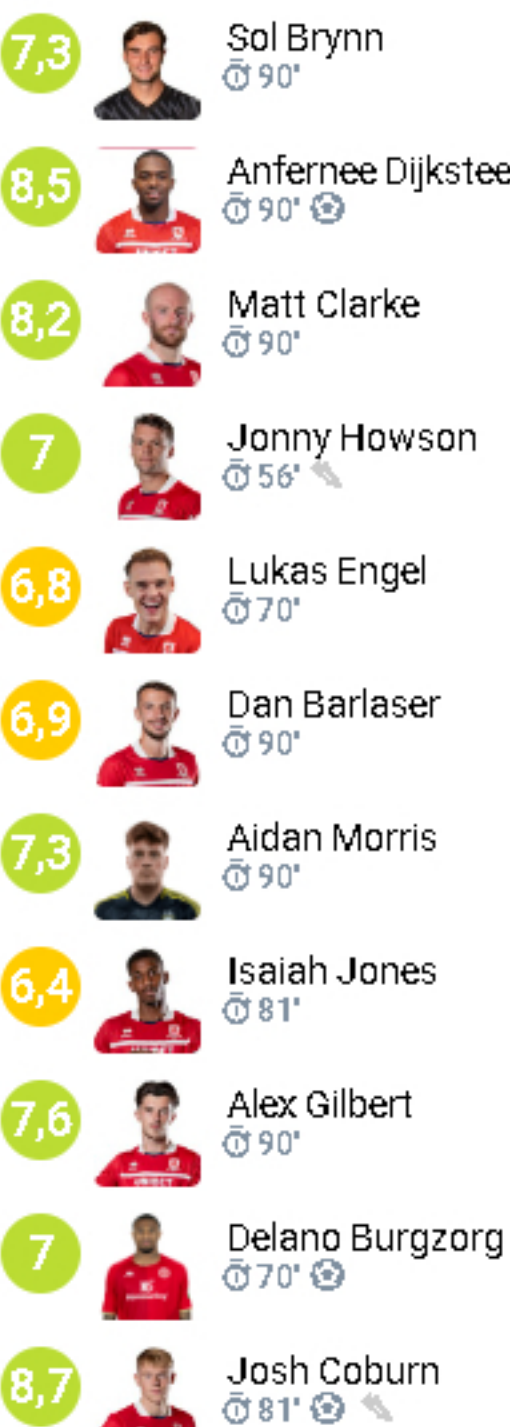 7,3 Sol Brynn
90'
8,5 Anfernee Dijkstee
90'
8,2 Matt Clarke
90'
7 Jonny Howson
56'
6,8 Lukas Engel
70'
6,9 Dan Barlaser
90'
7,3 Aidan Morris
90'
6,4 Isaiah Jones
81'
7,6 Alex Gilbert
90'
7 Delano Burgzorg
70'
8,7 Josh Coburn
81'